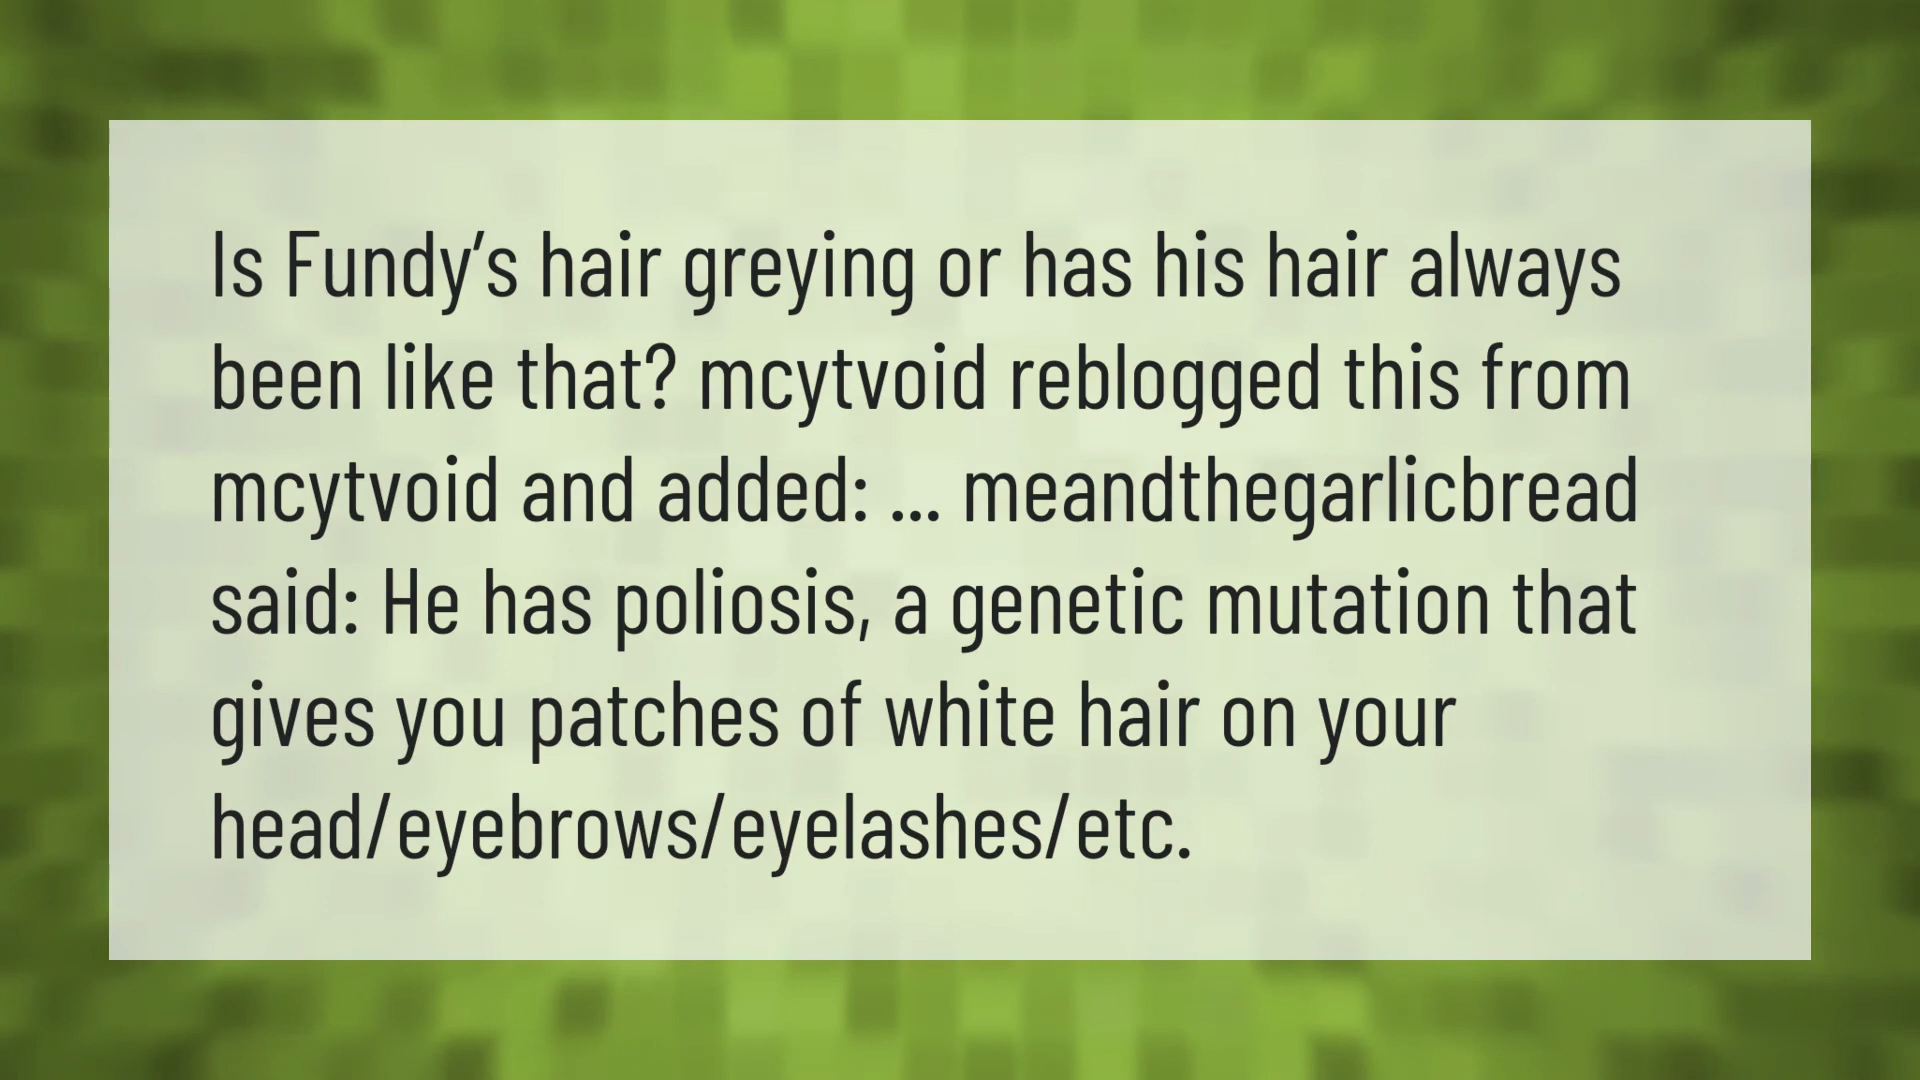 Is Fundy’s hair greying or has his hair always
been like that? mcytvoid reblogged this from
mcytvoid and added: ... meandthegarlicbread
said: He has poliosis, a genetic mutation that
gives you patches of white hair on your
head/eyebrows/eyelashes/etc.